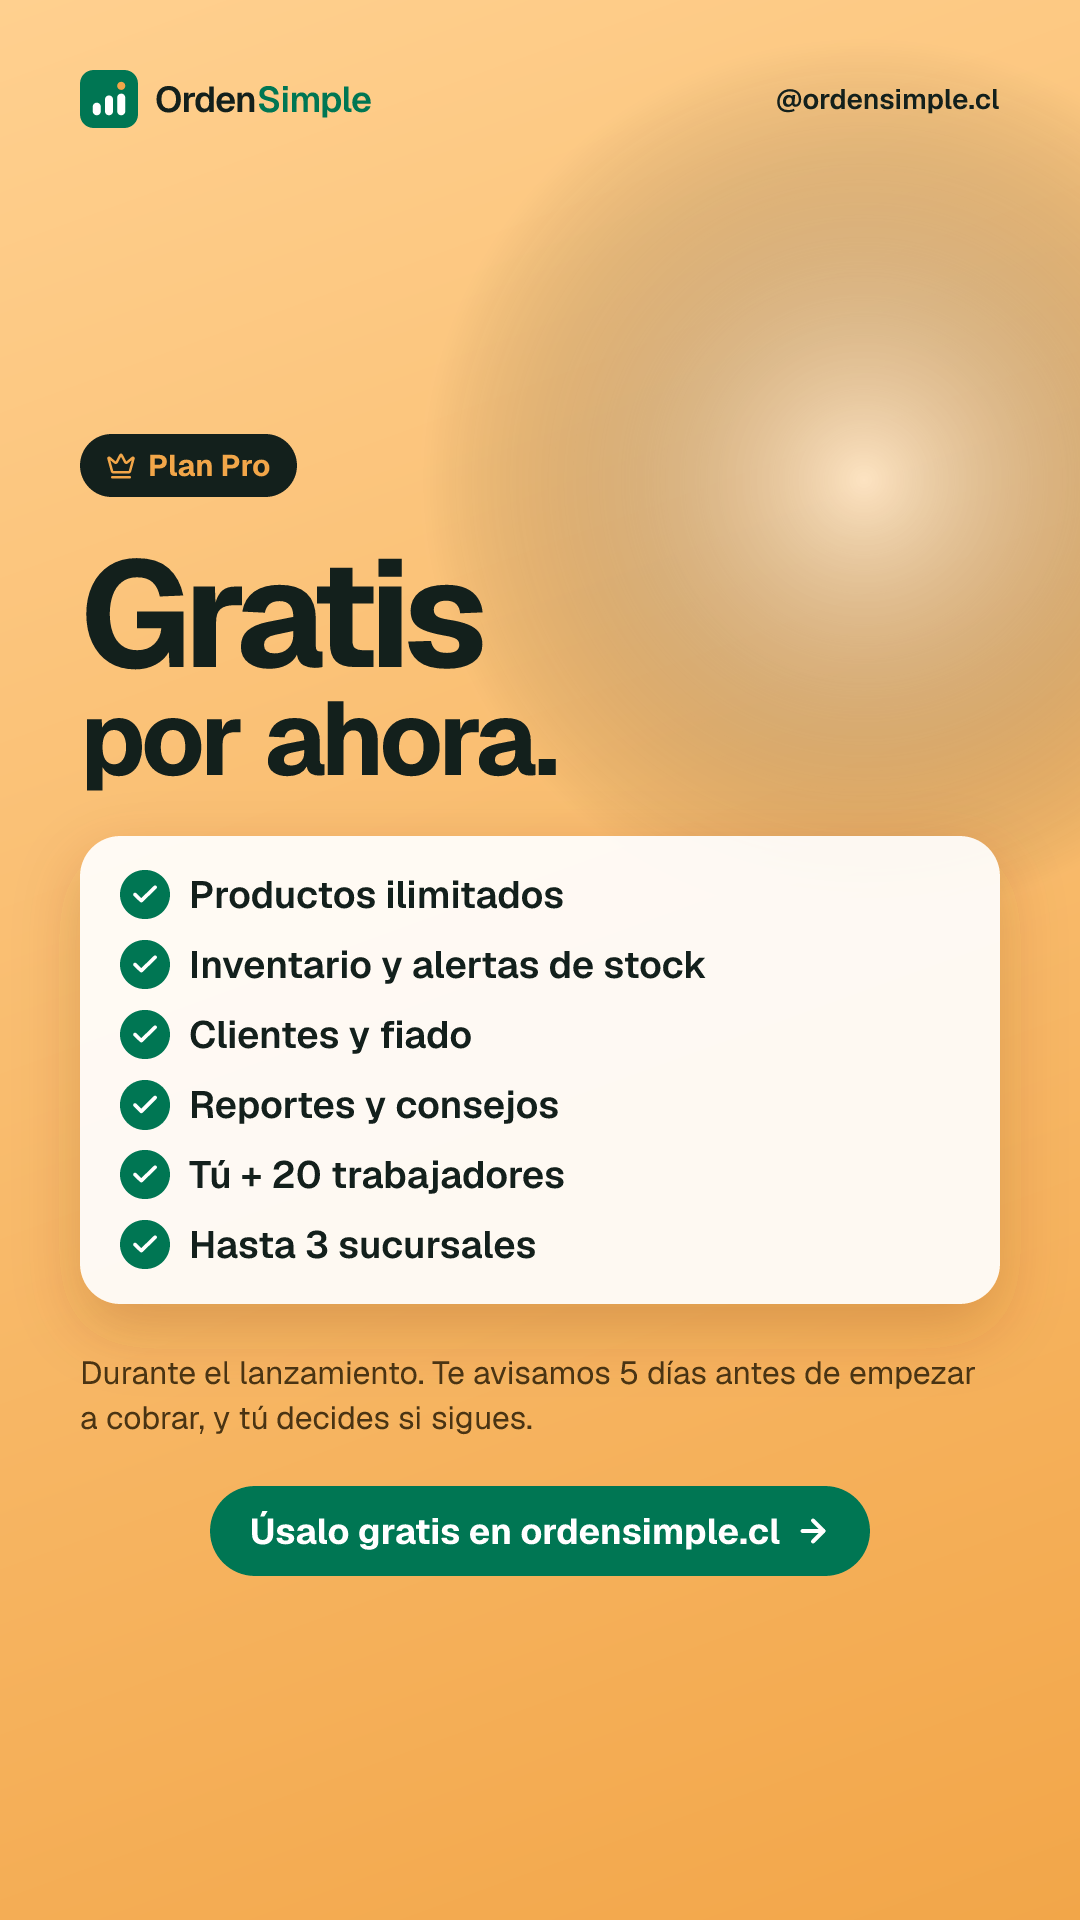 OrdenSimple
@ordensimple.cl
Plan Pro
Gratis
por ahora.
Productos ilimitados
Inventario y alertas de stock
Clientes y fiado
Reportes y consejos
Tú + 20 trabajadores
Hasta 3 sucursales
Durante el lanzamiento. Te avisamos 5 días antes de empezar
a cobrar, y tú decides si sigues.
Úsalo gratis en ordensimple.cl →